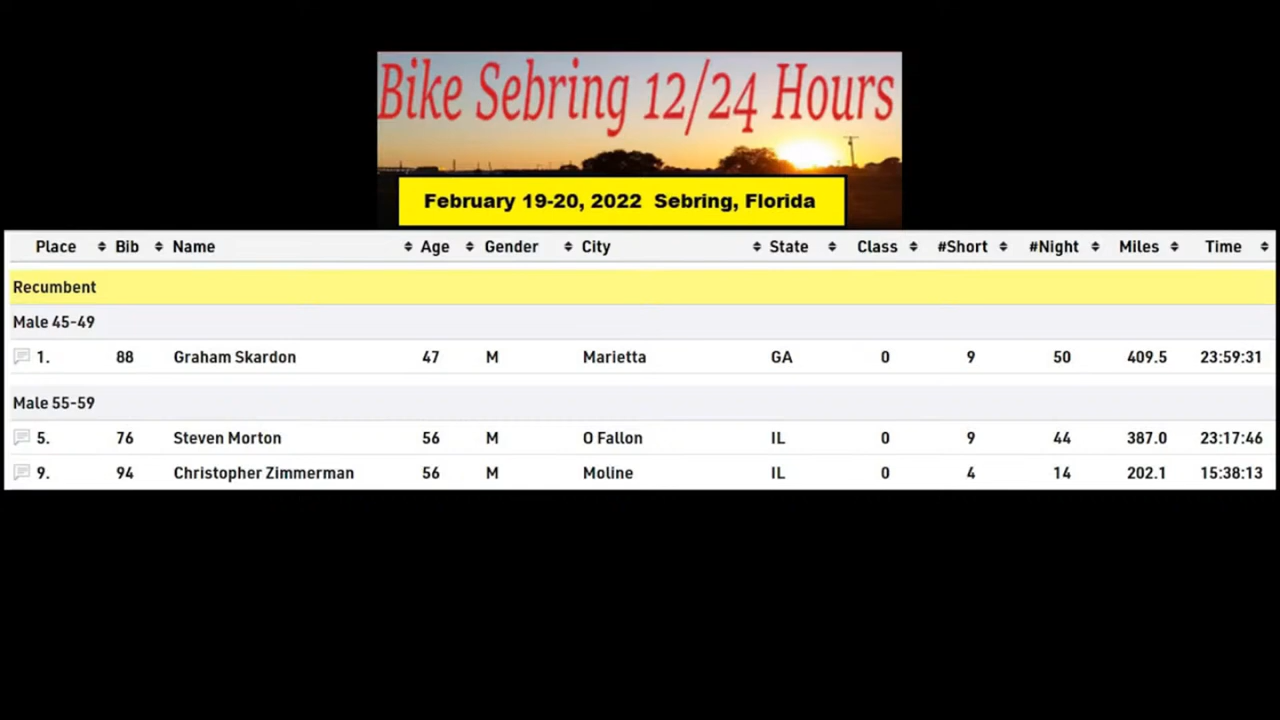 Bike Sebring 12/24 Hours
February 19-20, 2022 Sebring, Florida
Place Bib Name Age Gender City State Class #Short #Night Miles Time
Recumbent
Male 45-49
1. 88 Graham Skardon 47 M Marietta GA 0 9 50 409.5 23:59:31
Male 55-59
5. 76 Steven Morton 56 M O Fallon IL 0 9 44 387.0 23:17:46
9. 94 Christopher Zimmerman 56 M Moline IL 0 4 14 202.1 15:38:13